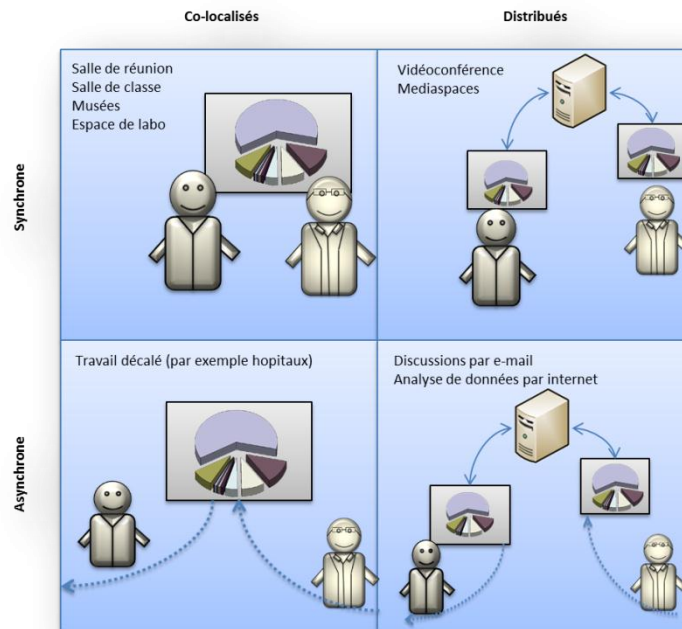 Co-localisés
Distribués
Synchrone
Salle de réunion
Salle de classe
Musées
Espace de labo
Vidéoconférence
Mediaspaces
Asynchrone
Travail décalé (par exemple hopitaux)
Discussions par e-mail
Analyse de données par internet